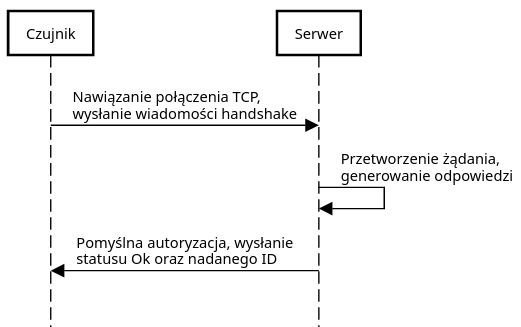 Czujnik
Serwer
Nawiązanie połączenia TCP,
wysłanie wiadomości handshake
Przetworzenie żądania,
generowanie odpowiedzi
Pomyślna autoryzacja, wysłanie
statusu Ok oraz nadanego ID